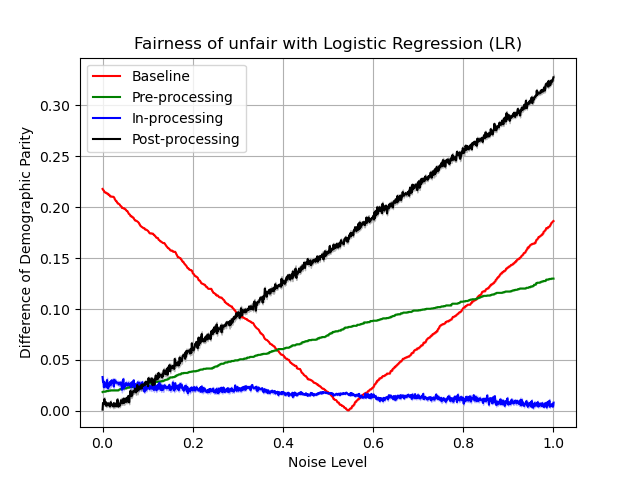 Fairness of unfair with Logistic Regression (LR)
Baseline
Pre-processing
In-processing
Post-processing
Difference of Demographic Parity
0.30
0.25
0.20
0.15
0.10
0.05
0.00
0.0 0.2 0.4 0.6 0.8 1.0
Noise Level